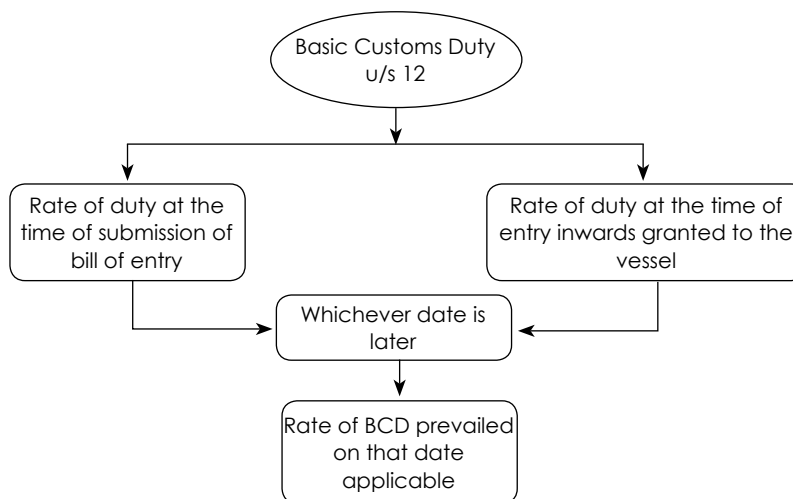 Basic Customs Duty
u/s 12
Rate of duty at the
time of submission of
bill of entry
Rate of duty at the time of
entry inwards granted to the
vessel
Whichever date is
later
Rate of BCD prevailed
on that date
applicable